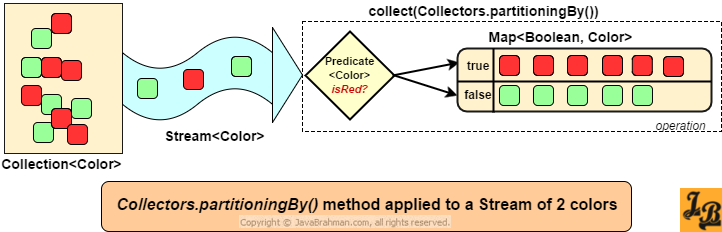 collect(Collectors.partitioningBy())
Map<Boolean, Color>
Predicate
<Color>
isRed?
true
false
operation
Stream<Color>
Collection<Color>
Collectors.partitioningBy() method applied to a Stream of 2 colors
Copyright © JavaBrahman.com, all rights reserved.
JB